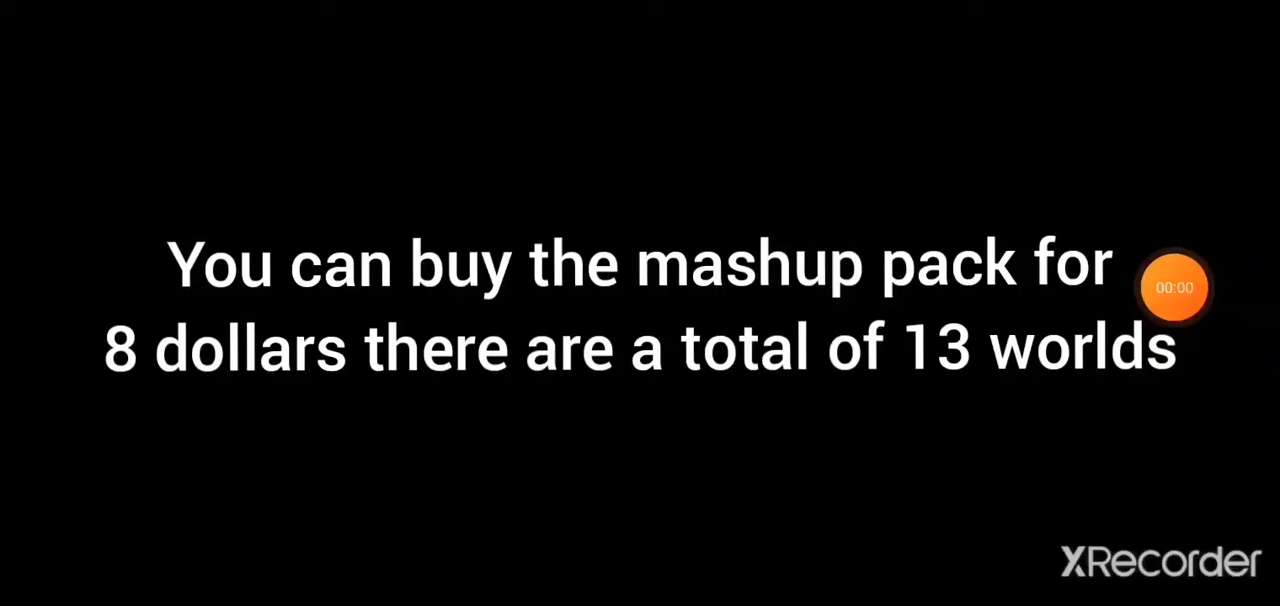 You can buy the mashup pack for
8 dollars there are a total of 13 worlds
00:00
XRecorder